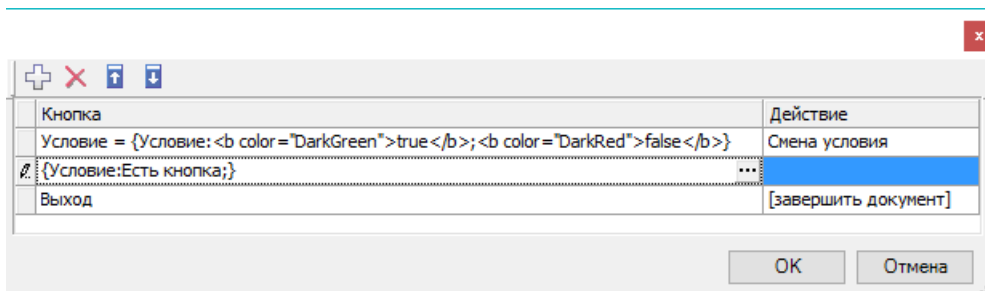 x
Кнопка Действие
Условие = {Условие:<b color="DarkGreen">true</b>;<b color="DarkRed">false</b>} Смена условия
{Условие:Есть кнопка;} ...
Выход [завершить документ]
OK Отмена